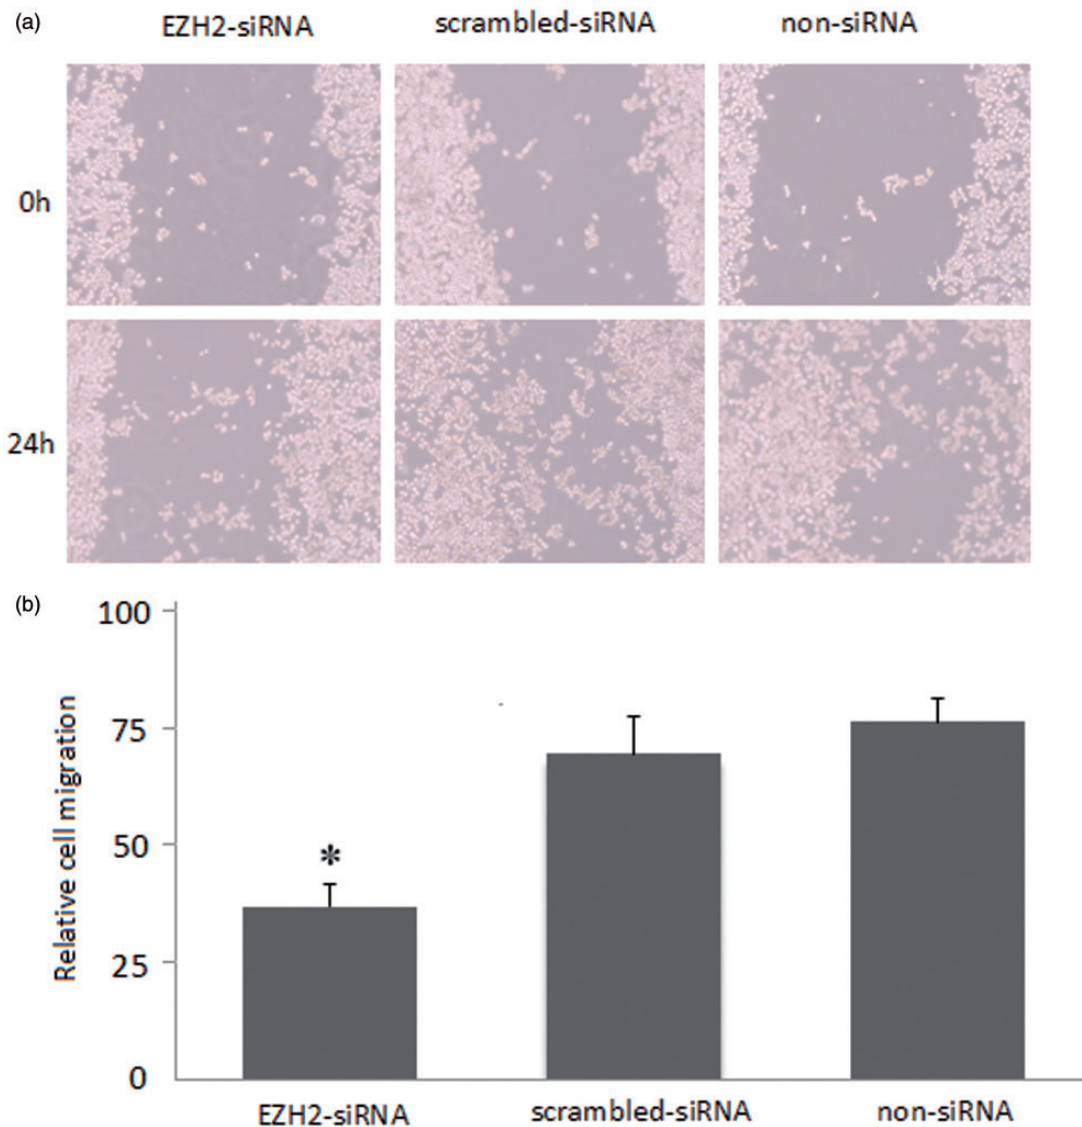 (a)
EZH2-siRNA scrambled-siRNA non-siRNA
0h
24h
(b)
100
75
50
25
0
Relative cell migration
*
EZH2-siRNA scrambled-siRNA non-siRNA